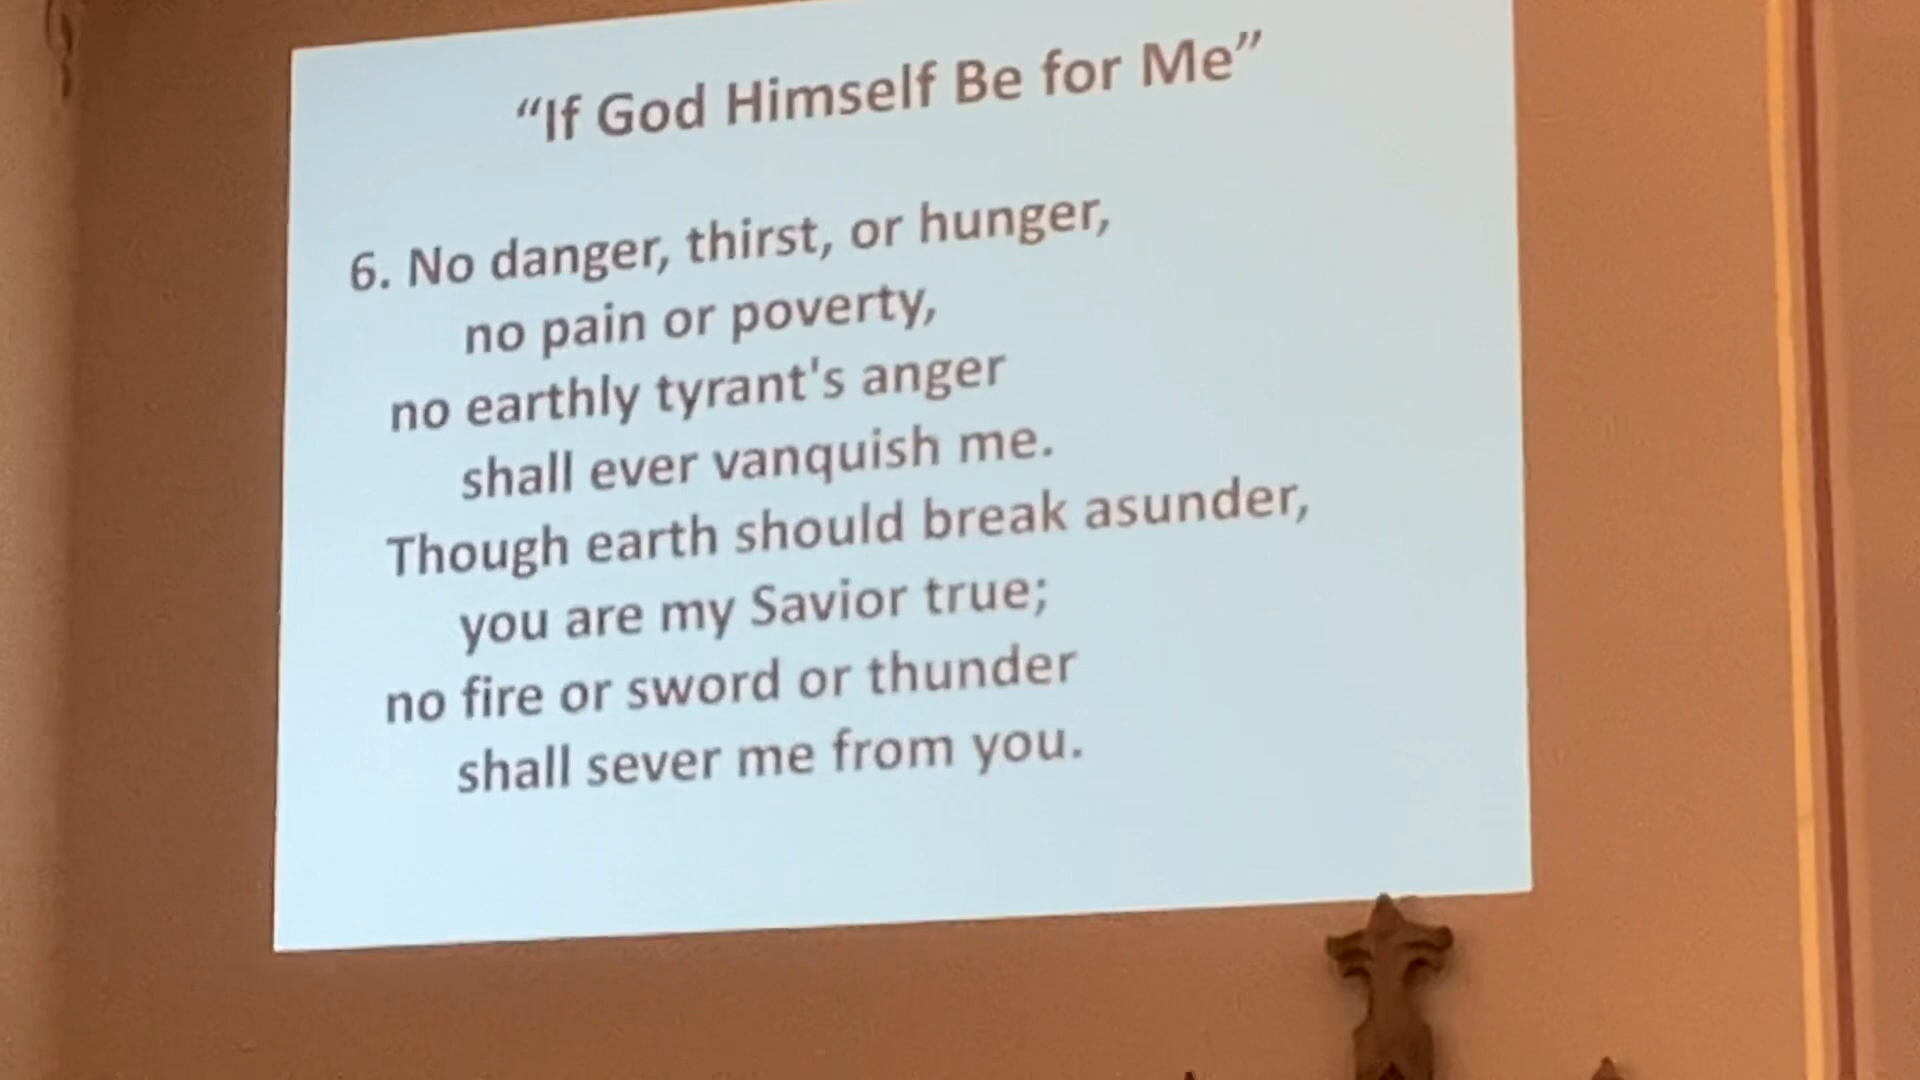 “If God Himself Be for Me”
6. No danger, thirst, or hunger,
no pain or poverty,
no earthly tyrant's anger
shall ever vanquish me.
Though earth should break asunder,
you are my Savior true;
no fire or sword or thunder
shall sever me from you.